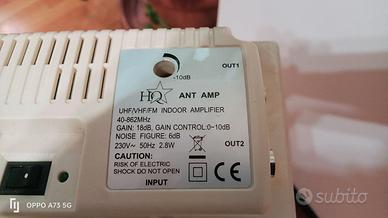 -10dB
OUT1
HQ
ANT AMP
UHF/VHF/FM INDOOR AMPLIFIER
40-862MHz
GAIN: 18dB, GAIN CONTROL:0~10dB
NOISE FIGURE: 6dB
230V~ 50Hz 2.8W
OUT2
CAUTION:
RISK OF ELECTRIC
SHOCK DO NOT OPEN
INPUT
CE
OPPO A73 5G
subito